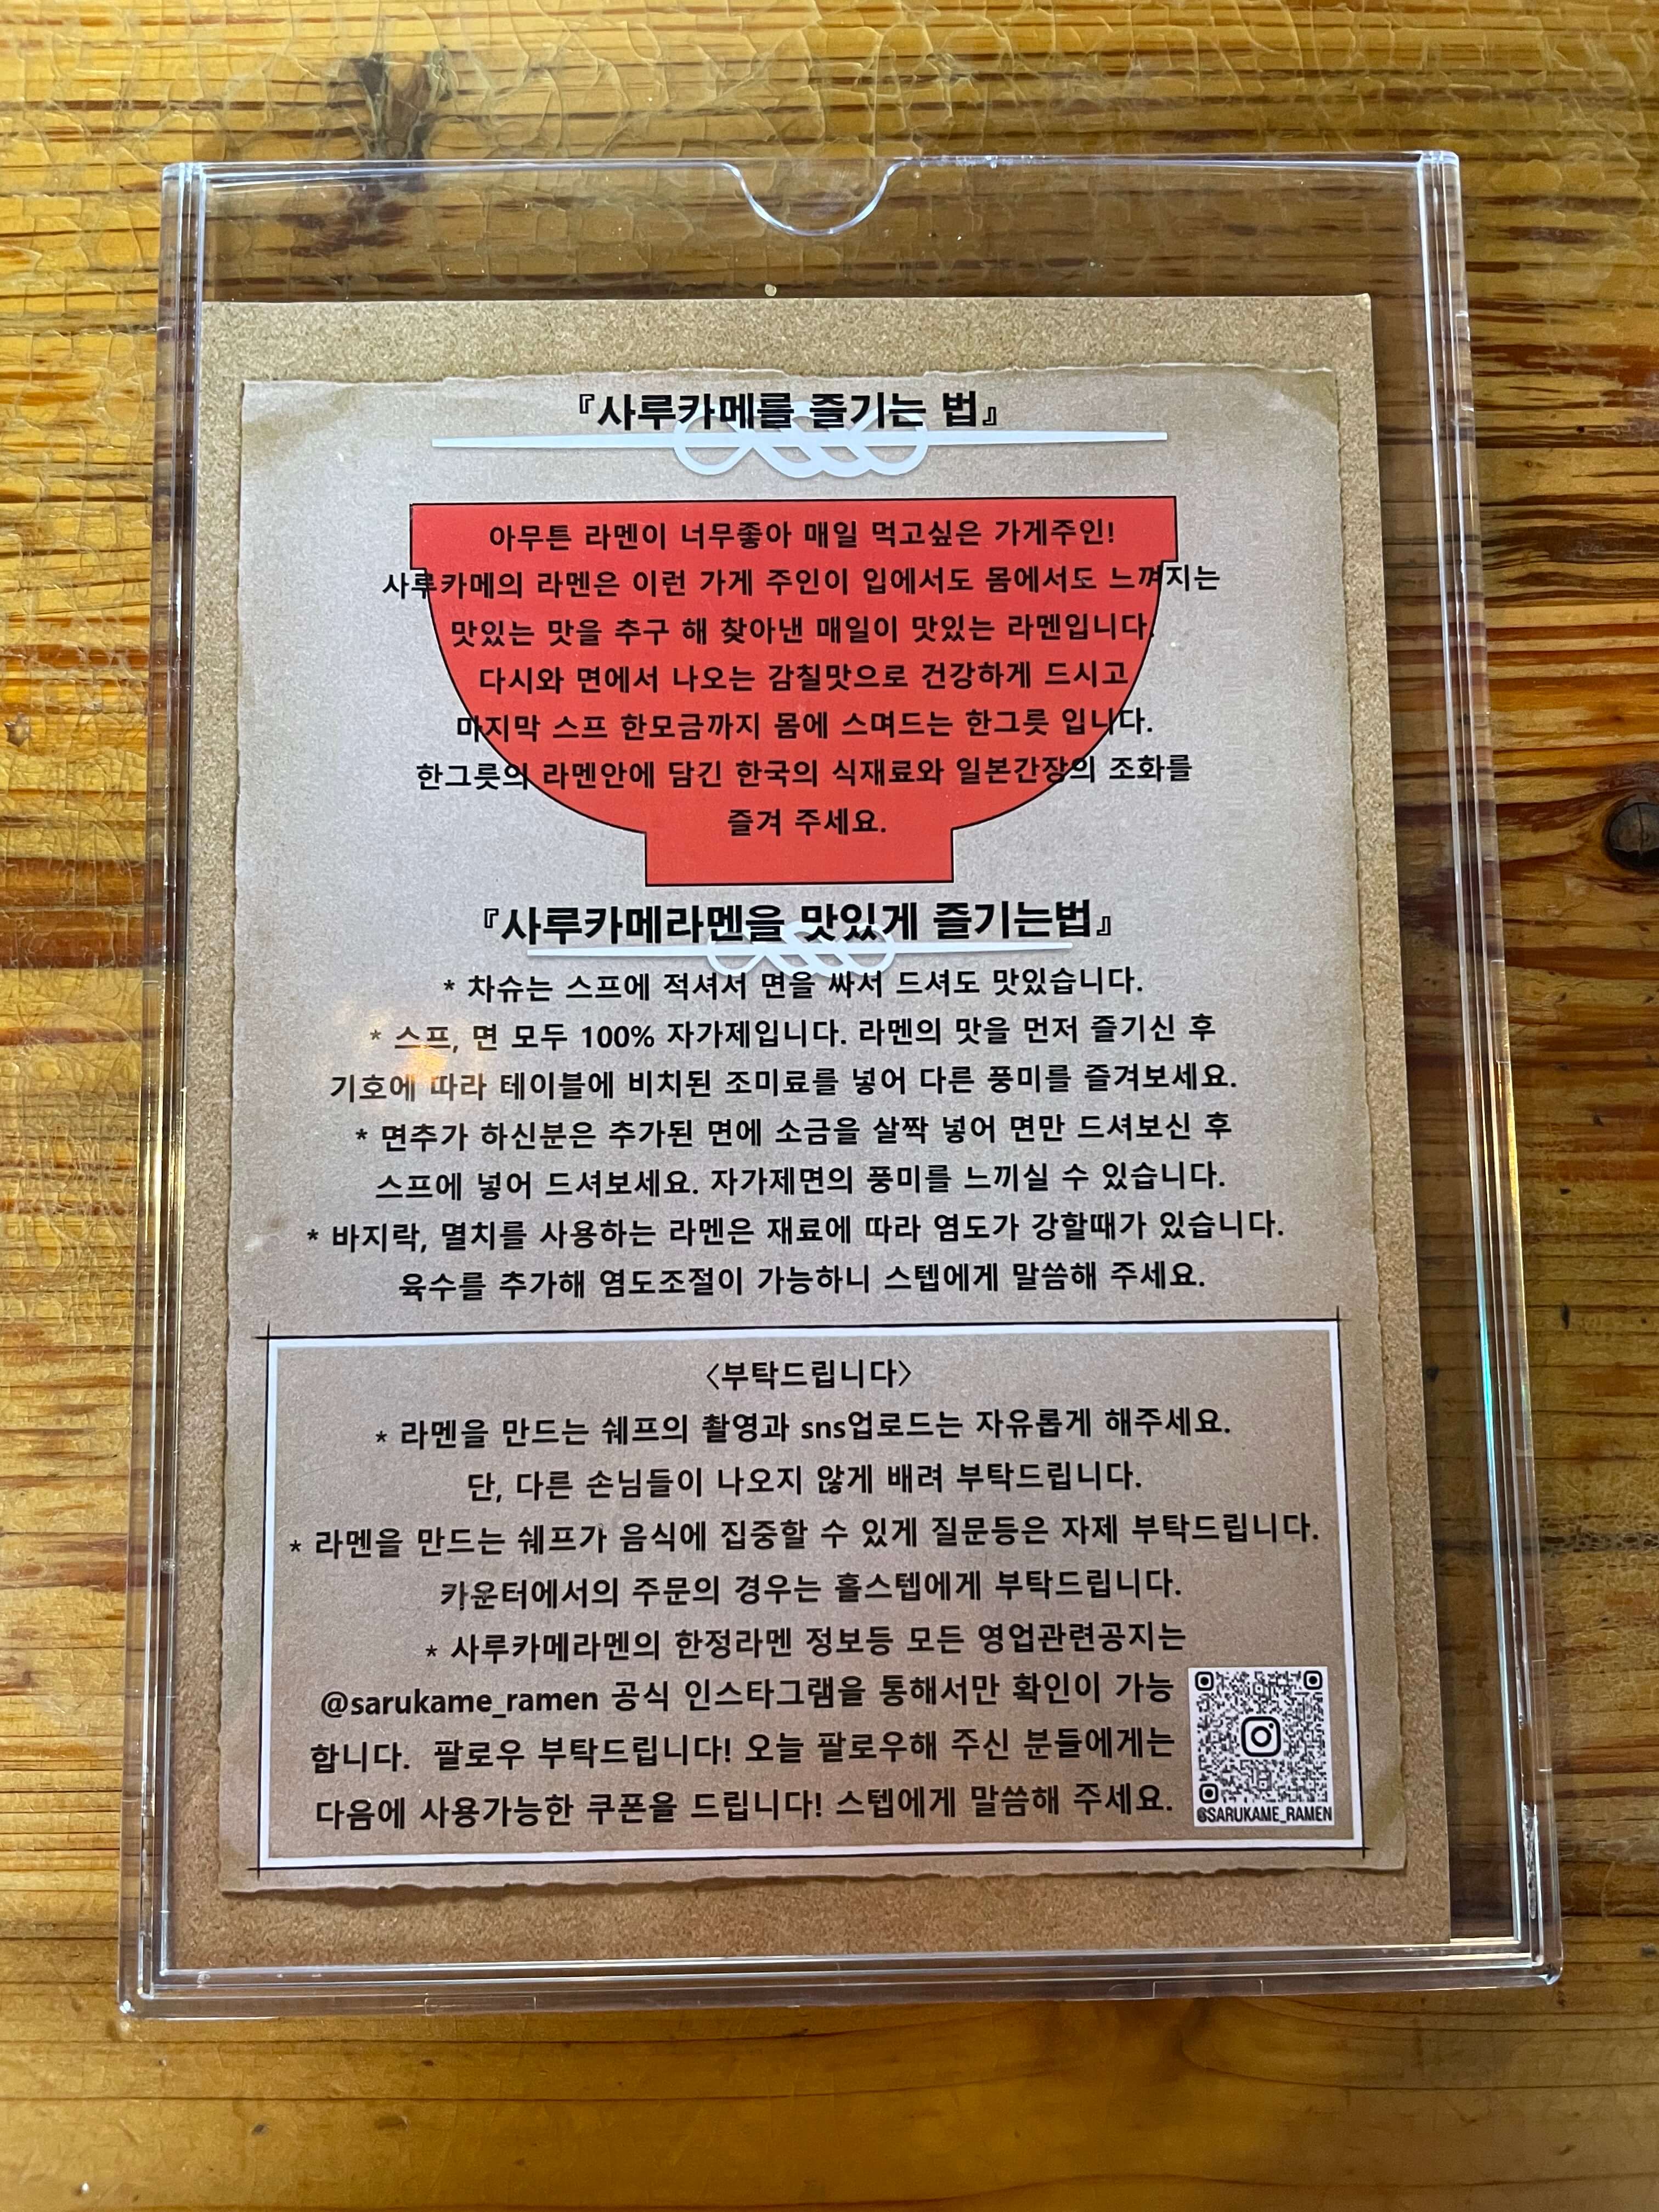 『사루카메를 즐기는 법』
아무튼 라멘이 너무좋아 매일 먹고싶은 가게주인!
사루카메의 라멘은 이런 가게 주인이 입에서도 몸에서도 느껴지는
맛있는 맛을 추구 해 찾아낸 매일이 맛있는 라멘입니다.
다시와 면에서 나오는 감칠맛으로 건강하게 드시고
마지막 스프 한모금까지 몸에 스며드는 한그릇 입니다.
한그릇의 라멘안에 담긴 한국의 식재료와 일본간장의 조화를
즐겨 주세요.
『사루카메라멘을 맛있게 즐기는법』
* 차슈는 스프에 적셔서 면을 싸서 드셔도 맛있습니다.
* 스프, 면 모두 100% 자가제입니다. 라멘의 맛을 먼저 즐기신 후
기호에 따라 테이블에 비치된 조미료를 넣어 다른 풍미를 즐겨보세요.
* 면추가 하신분은 추가된 면에 소금을 살짝 넣어 면만 드셔보신 후
스프에 넣어 드셔보세요. 자가제면의 풍미를 느끼실 수 있습니다.
* 바지락, 멸치를 사용하는 라멘은 재료에 따라 염도가 강할때가 있습니다.
육수를 추가해 염도조절이 가능하니 스텝에게 말씀해 주세요.
〈부탁드립니다〉
* 라멘을 만드는 쉐프의 촬영과 sns업로드는 자유롭게 해주세요.
단, 다른 손님들이 나오지 않게 배려 부탁드립니다.
* 라멘을 만드는 쉐프가 음식에 집중할 수 있게 질문등은 자제 부탁드립니다.
카운터에서의 주문의 경우는 홀스텝에게 부탁드립니다.
* 사루카메라멘의 한정라멘 정보등 모든 영업관련공지는
@sarukame_ramen 공식 인스타그램을 통해서만 확인이 가능
합니다. 팔로우 부탁드립니다! 오늘 팔로우해 주신 분들에게는
다음에 사용가능한 쿠폰을 드립니다! 스텝에게 말씀해 주세요.
@SARUKAME_RAMEN